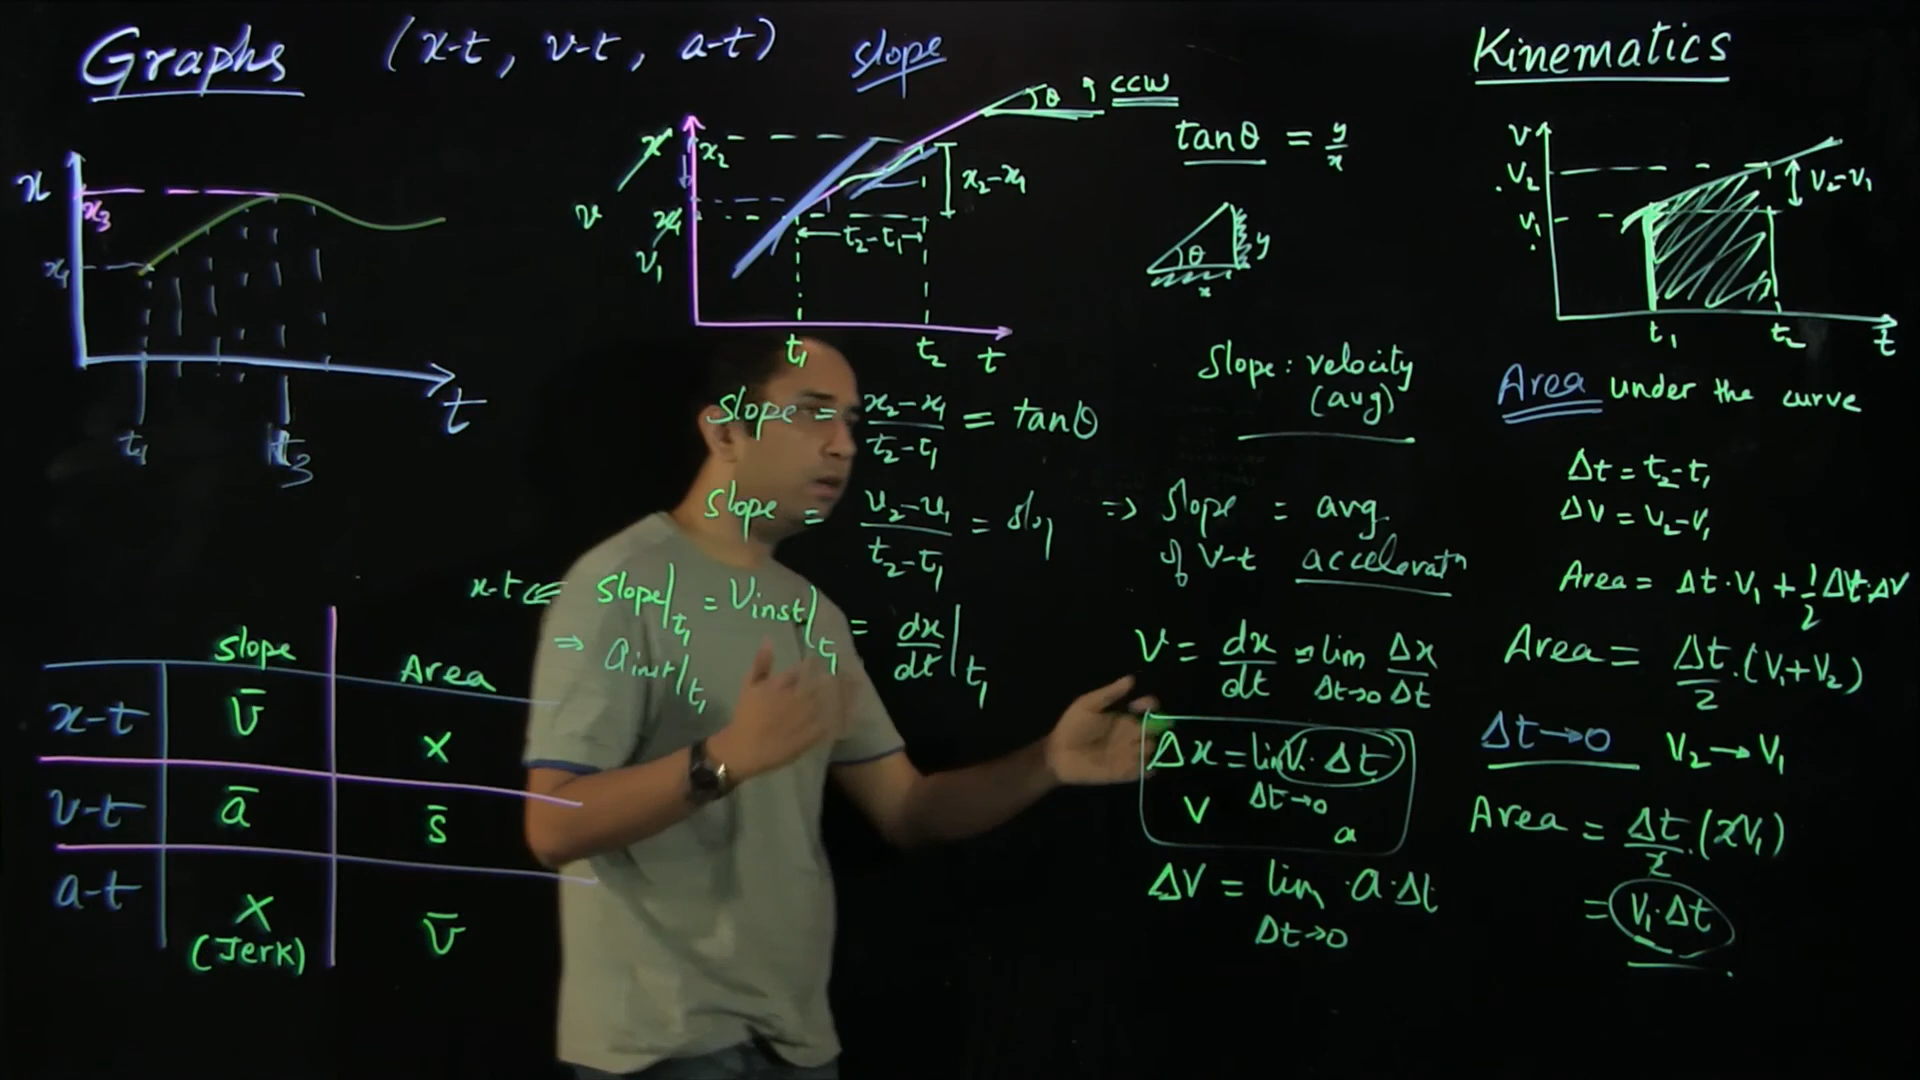 Graphs (x-t, v-t, a-t) slope
Kinematics
x
x3
x1
t1
t3
t
x
v
x2
x1
v1
x2-x1
t2-t1
t1
t2
t
θ
CCW
tanθ = y/x
θ
y
x
v
v2
v1
v2-v1
t1
t2
t
Slope = (x2-x1)/(t2-t1) = tanθ
Slope: velocity
(avg)
Slope = (v2-v1)/(t2-t1) =
⇒ Slope = avg
of v-t
x-t ⇐ Slope|t1 = Vinst|t1 = dx/dt|t1
⇒ ainst|t1
V = dx/dt = lim Δt→0 Δx/Δt
Δx = lim V. Δt
Δt→0
V a
ΔV = lim .a.Δt
Δt→0
Area under the curve
Δt = t2-t1
ΔV = V2-V1
Area = Δt.V1 + 1/2 Δt.ΔV
Area = Δt/2.(V1+V2)
Δt→0 V2→V1
Area = Δt/2.(2V1)
= V1.Δt
Slope Area
x-t v̄ X
v-t ā s̄
a-t X (Jerk) v̄